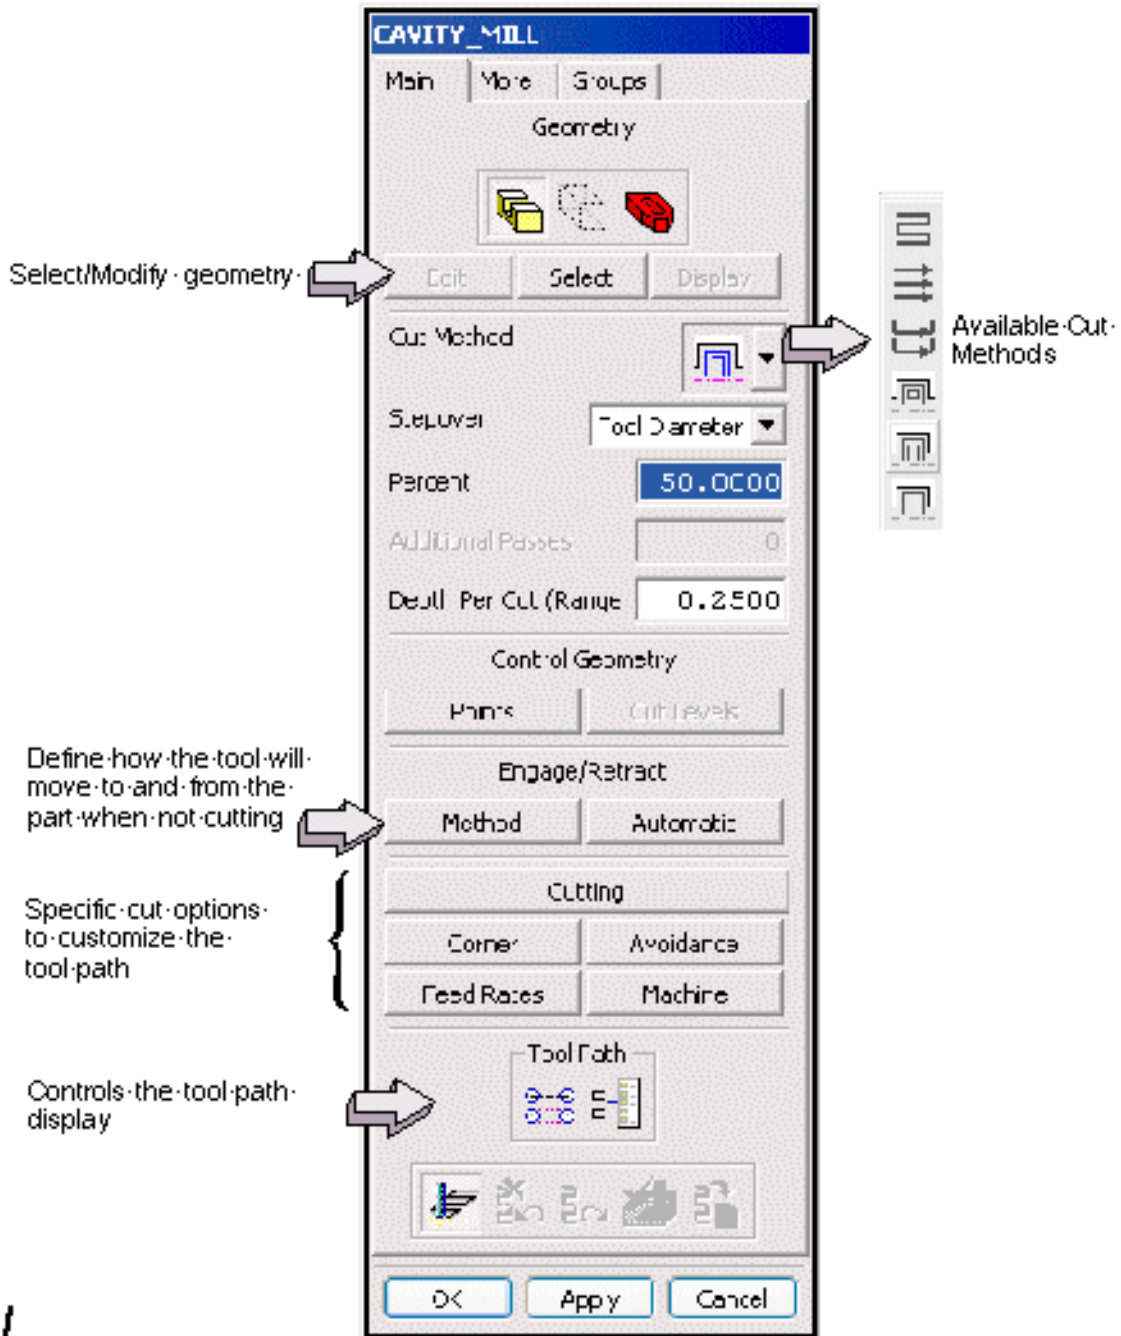 CAVITY_MILL
Main More Groups
Geometry
Select/Modify geometry
Edit Select Display
Cut Method
Available Cut
Methods
Stepover Tool Diameter
Percent 50.0000
Additional Passes 0
Depth Per Cut (Range 0.2500
Control Geometry
Points Cut Levels
Define how the tool will
move to and from the
part when not cutting
Engage/Retract
Method Automatic
Specific cut options
to customize the
tool path
Cutting
Corner Avoidance
Feed Rates Machine
Controls the tool path
display
Tool Path
OK Apply Cancel